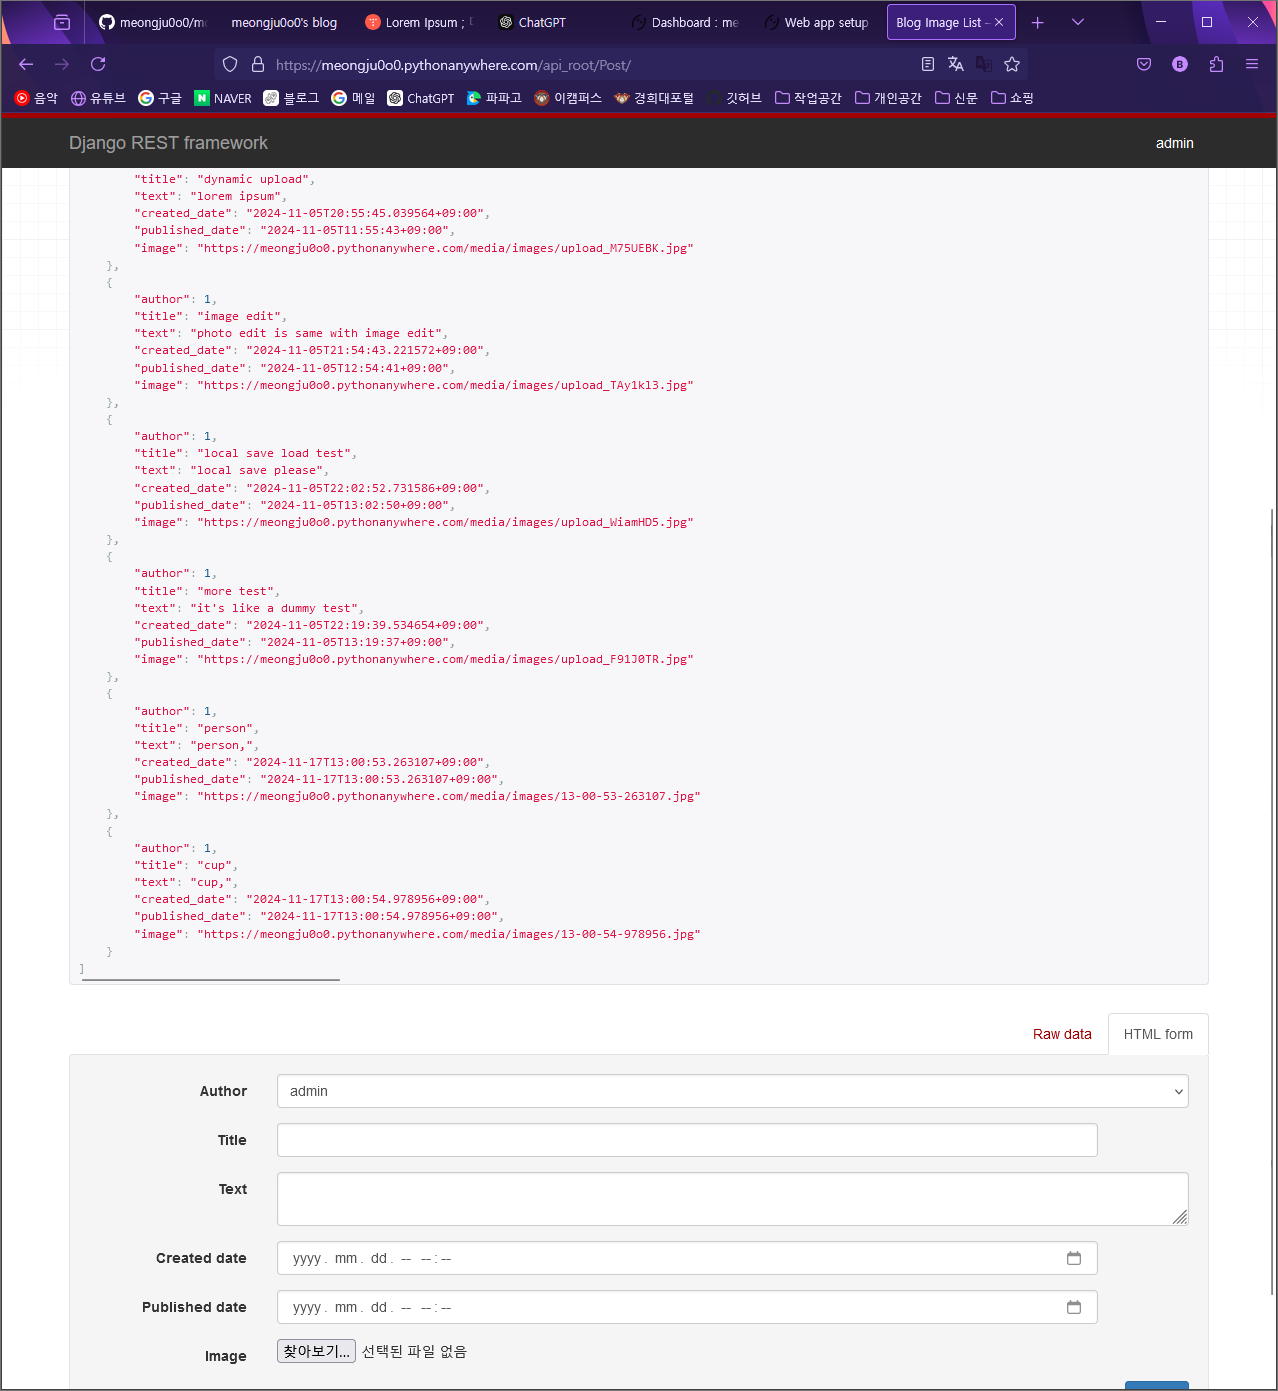 meongju0o0/mo
meongju0o0's blog
Lorem Ipsum ;
ChatGPT
Dashboard : me
Web app setup
Blog Image List –
https://meongju0o0.pythonanywhere.com/api_root/Post/
음악
유튜브
구글
NAVER
블로그
메일
ChatGPT
파파고
이캠퍼스
경희대포털
깃허브
작업공간
개인공간
신문
쇼핑
Django REST framework
admin
"title": "dynamic upload",
"text": "lorem ipsum",
"created_date": "2024-11-05T20:55:45.039564+09:00",
"published_date": "2024-11-05T11:55:43+09:00",
"image": "https://meongju0o0.pythonanywhere.com/media/images/upload_M75UEBK.jpg"
},
{
"author": 1,
"title": "image edit",
"text": "photo edit is same with image edit",
"created_date": "2024-11-05T21:54:43.221572+09:00",
"published_date": "2024-11-05T12:54:41+09:00",
"image": "https://meongju0o0.pythonanywhere.com/media/images/upload_TAy1kl3.jpg"
},
{
"author": 1,
"title": "local save load test",
"text": "local save please",
"created_date": "2024-11-05T22:02:52.731586+09:00",
"published_date": "2024-11-05T13:02:50+09:00",
"image": "https://meongju0o0.pythonanywhere.com/media/images/upload_WiamHD5.jpg"
},
{
"author": 1,
"title": "more test",
"text": "it's like a dummy test",
"created_date": "2024-11-05T22:19:39.534654+09:00",
"published_date": "2024-11-05T13:19:37+09:00",
"image": "https://meongju0o0.pythonanywhere.com/media/images/upload_F91J0TR.jpg"
},
{
"author": 1,
"title": "person",
"text": "person,",
"created_date": "2024-11-17T13:00:53.263107+09:00",
"published_date": "2024-11-17T13:00:53.263107+09:00",
"image": "https://meongju0o0.pythonanywhere.com/media/images/13-00-53-263107.jpg"
},
{
"author": 1,
"title": "cup",
"text": "cup,",
"created_date": "2024-11-17T13:00:54.978956+09:00",
"published_date": "2024-11-17T13:00:54.978956+09:00",
"image": "https://meongju0o0.pythonanywhere.com/media/images/13-00-54-978956.jpg"
}
]
Raw data
HTML form
Author
admin
Title
Text
Created date
yyyy . mm . dd . -- -- : --
Published date
yyyy . mm . dd . -- -- : --
Image
찾아보기... 선택된 파일 없음